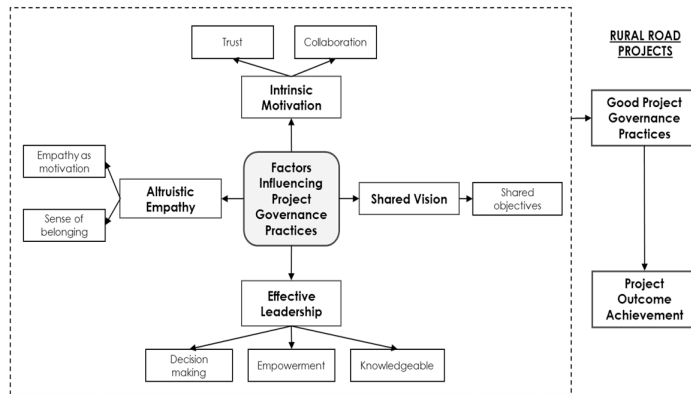 Trust
Collaboration
Intrinsic
Motivation
Empathy as
motivation
Sense of
belonging
Altruistic
Empathy
Factors
Influencing
Project
Governance
Practices
Shared Vision
Shared
objectives
Effective
Leadership
Decision
making
Empowerment
Knowledgeable
RURAL ROAD
PROJECTS
Good Project
Governance
Practices
Project
Outcome
Achievement